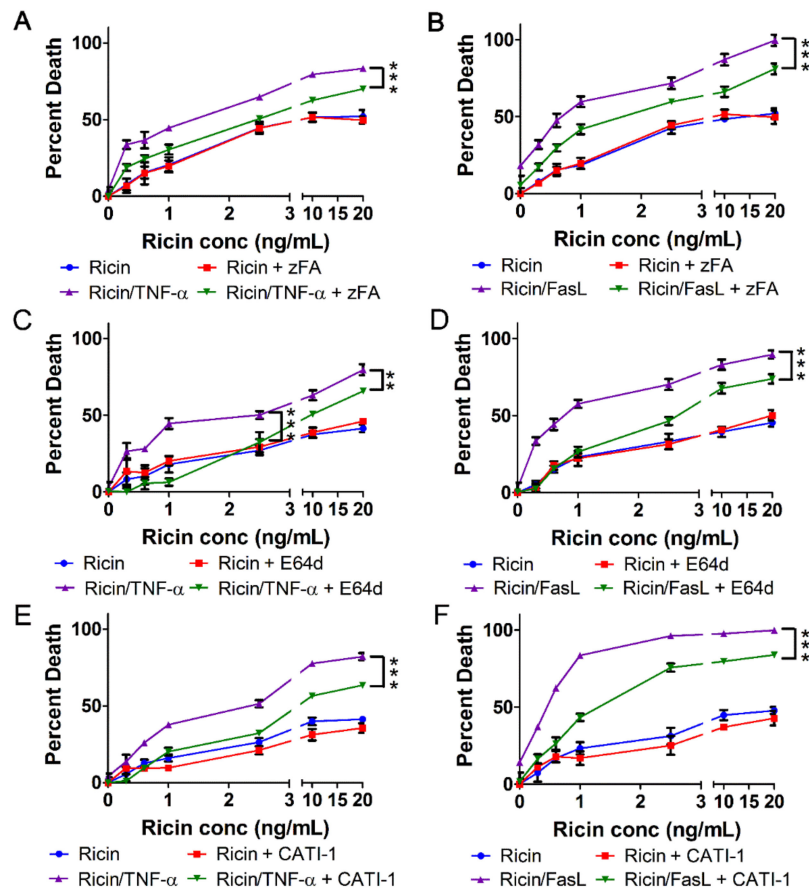 A
Percent Death
100
50
0
0 1 2 3 10 15 20
Ricin conc (ng/mL)
***
Ricin Ricin + zFA
Ricin/TNF-α Ricin/TNF-α + zFA
B
Percent Death
100
50
0
0 1 2 3 10 15 20
Ricin conc (ng/mL)
***
Ricin Ricin + zFA
Ricin/FasL Ricin/FasL + zFA
C
Percent Death
100
50
0
0 1 2 3 10 15 20
Ricin conc (ng/mL)
***
**
Ricin Ricin + E64d
Ricin/TNF-α Ricin/TNF-α + E64d
D
Percent Death
100
50
0
0 1 2 3 10 15 20
Ricin conc (ng/mL)
***
Ricin Ricin + E64d
Ricin/FasL Ricin/FasL + E64d
E
Percent Death
100
50
0
0 1 2 3 10 15 20
Ricin conc (ng/mL)
***
Ricin Ricin + CATI-1
Ricin/TNF-α Ricin/TNF-α + CATI-1
F
Percent Death
100
50
0
0 1 2 3 10 15 20
Ricin conc (ng/mL)
***
Ricin Ricin + CATI-1
Ricin/FasL Ricin/FasL + CATI-1